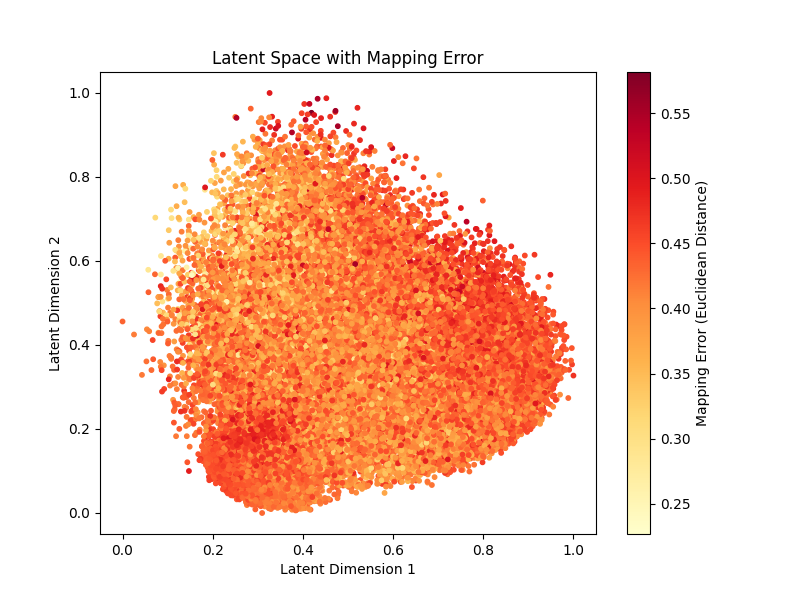 Latent Space with Mapping Error
Latent Dimension 2
1.0
0.8
0.6
0.4
0.2
0.0
0.0 0.2 0.4 0.6 0.8 1.0
Latent Dimension 1
0.55
0.50
0.45
0.40
0.35
0.30
0.25
Mapping Error (Euclidean Distance)